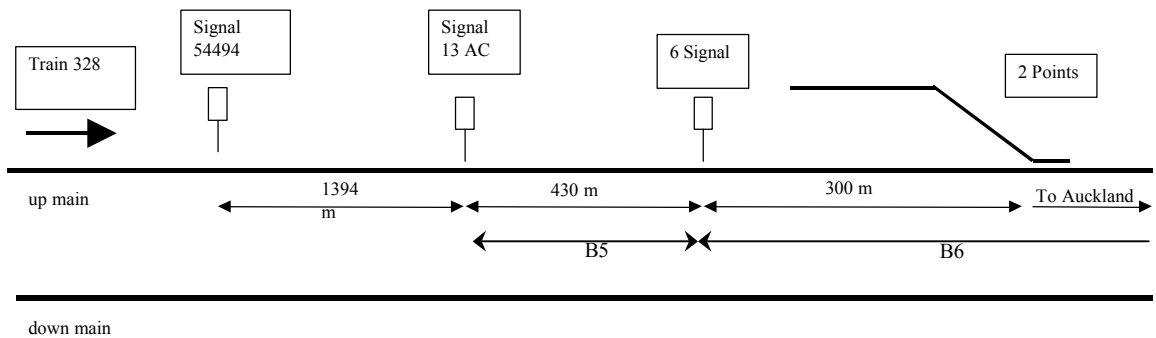 Signal
54494
Signal
13 AC
6 Signal
Train 328
2 Points
up main
1394
m
430 m
300 m
To Auckland
B5
B6
down main